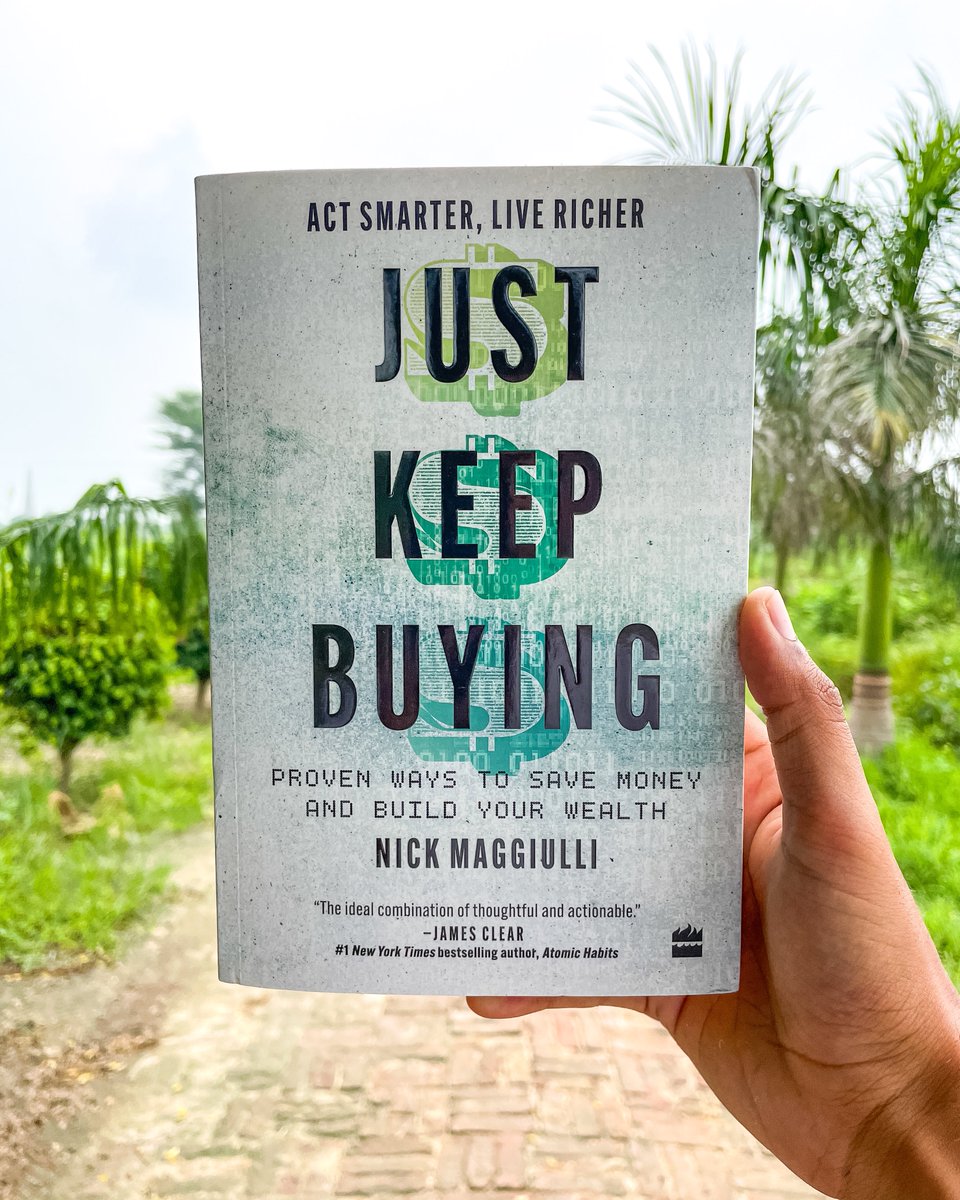 ACT SMARTER, LIVE RICHER
JUST
KEEP
BUYING
PROVEN WAYS TO SAVE MONEY
AND BUILD YOUR WEALTH
NICK MAGGIULLI
“The ideal combination of thoughtful and actionable.”
–JAMES CLEAR
#1 New York Times bestselling author, Atomic Habits